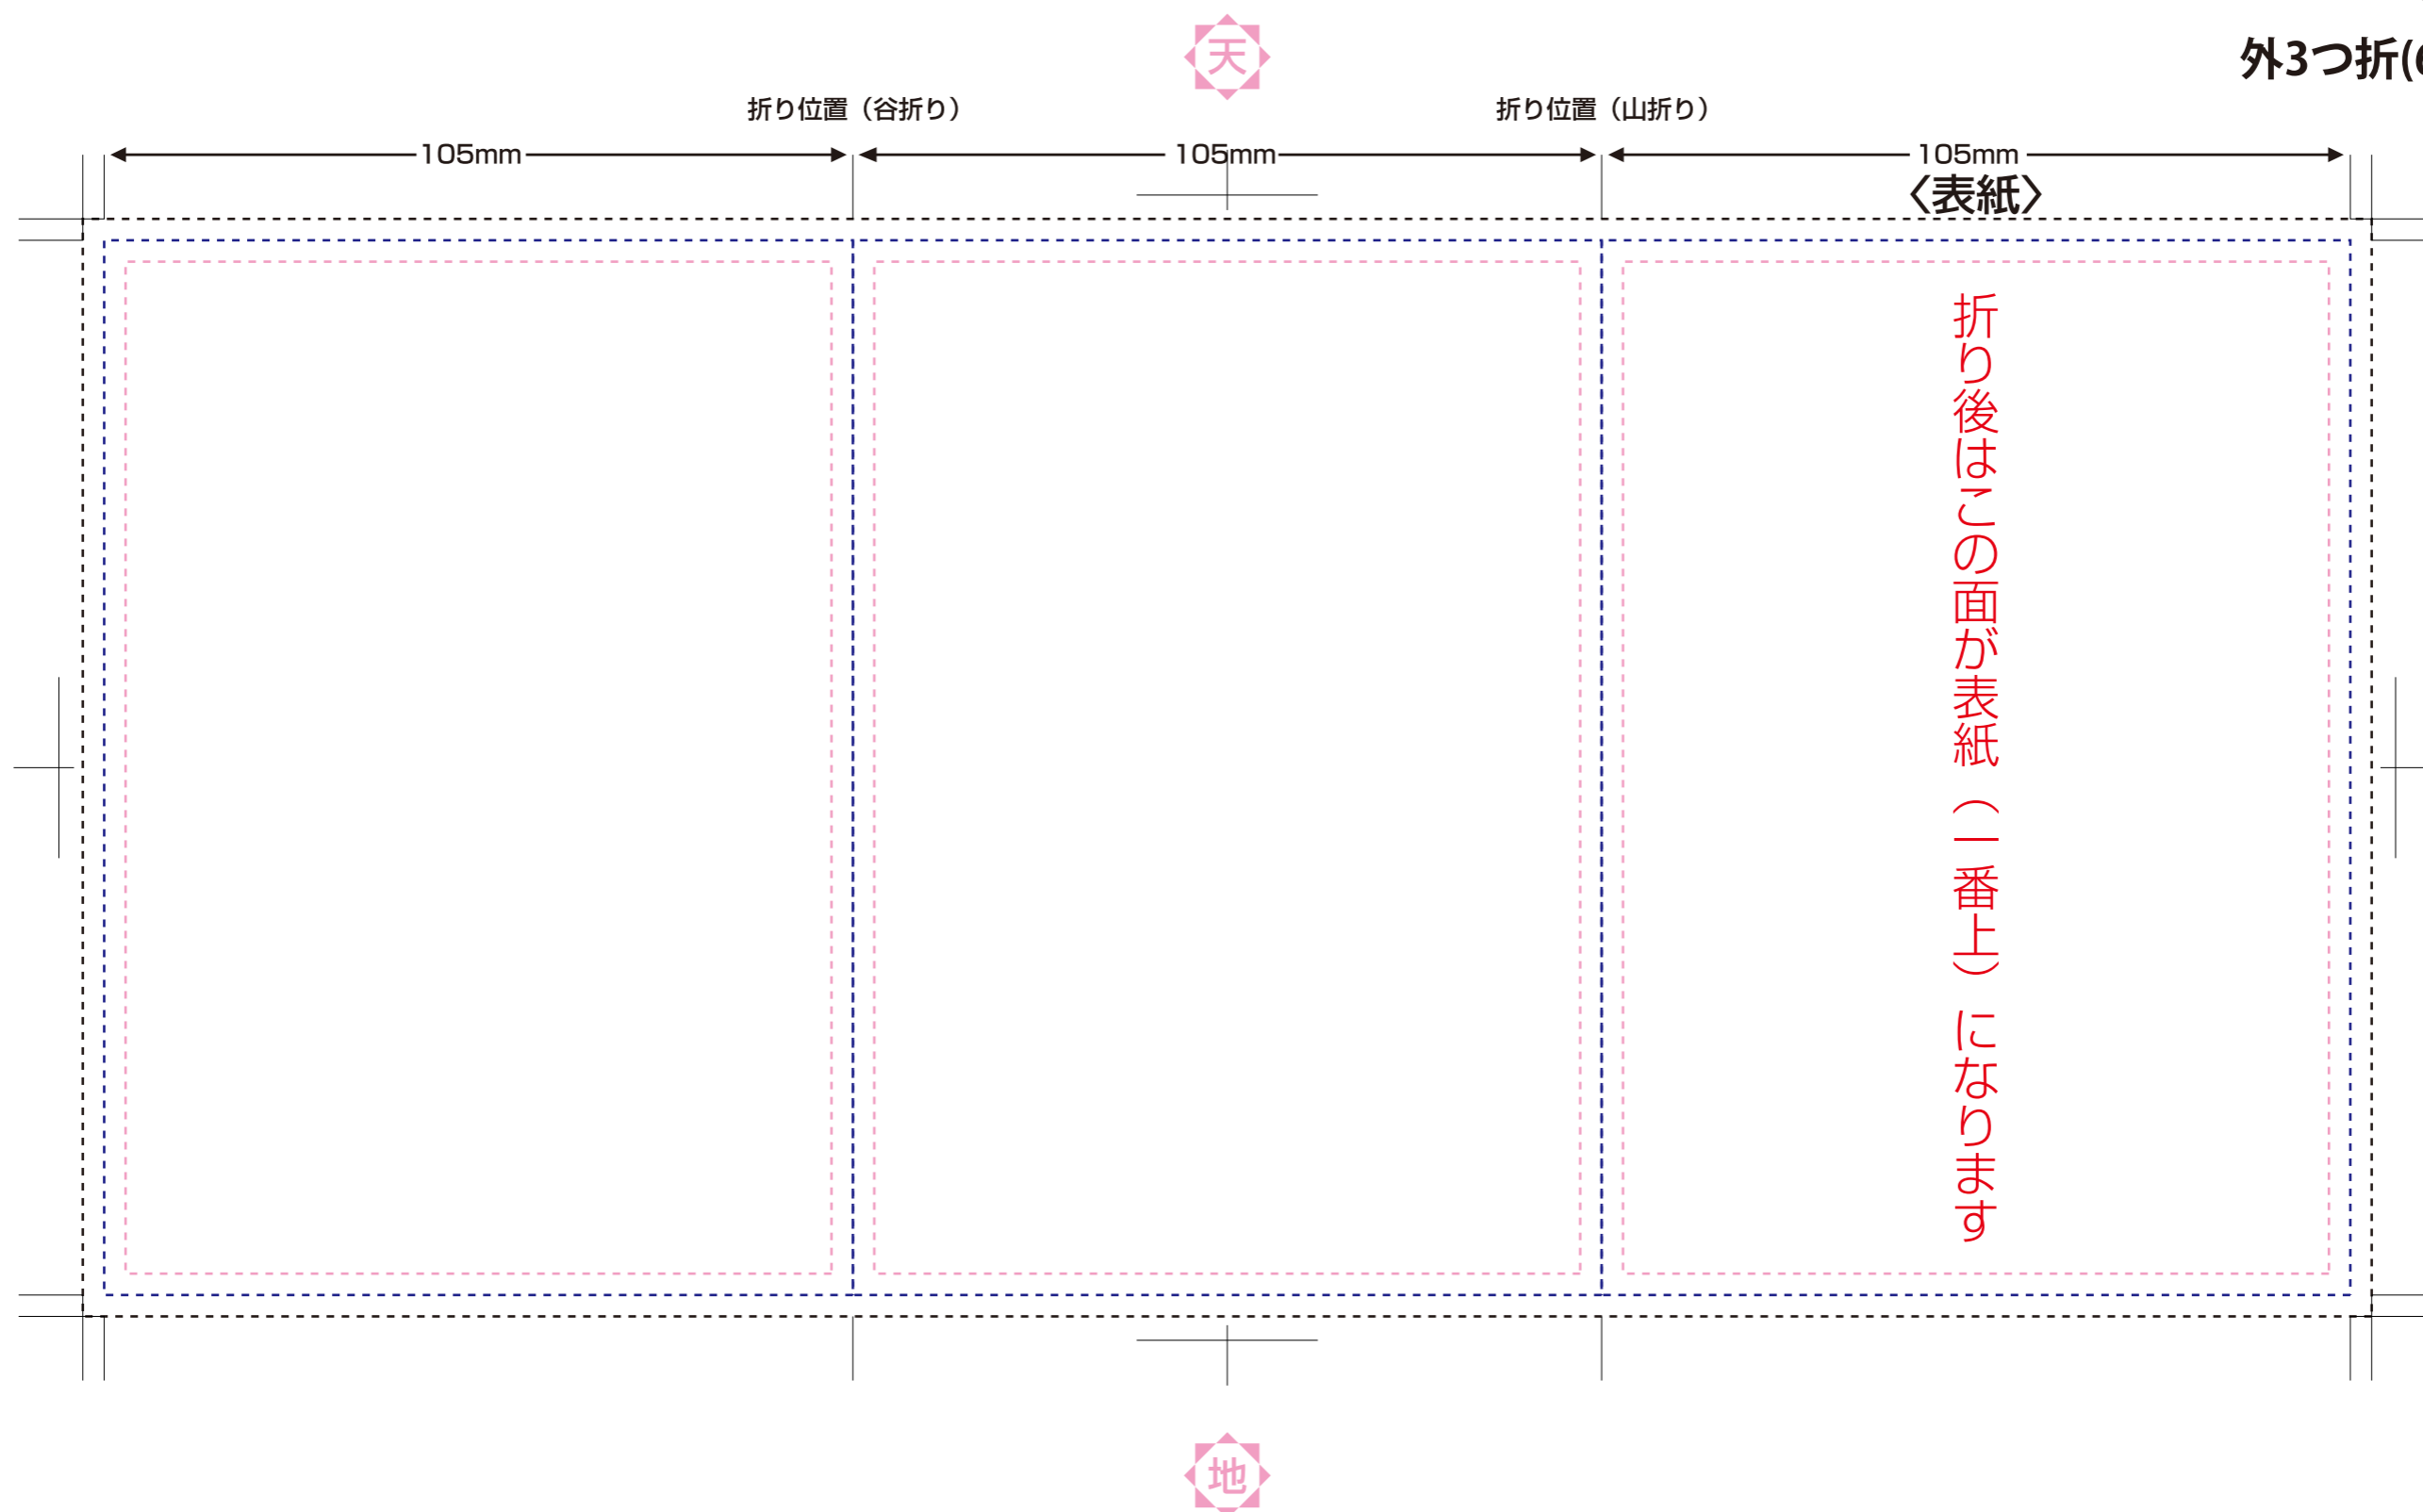 天
外3つ折(
折り位置（谷折り）
折り位置（山折り）
105mm
105mm
105mm
〈表紙〉
折り後はこの面が表紙（一番上）になります
地